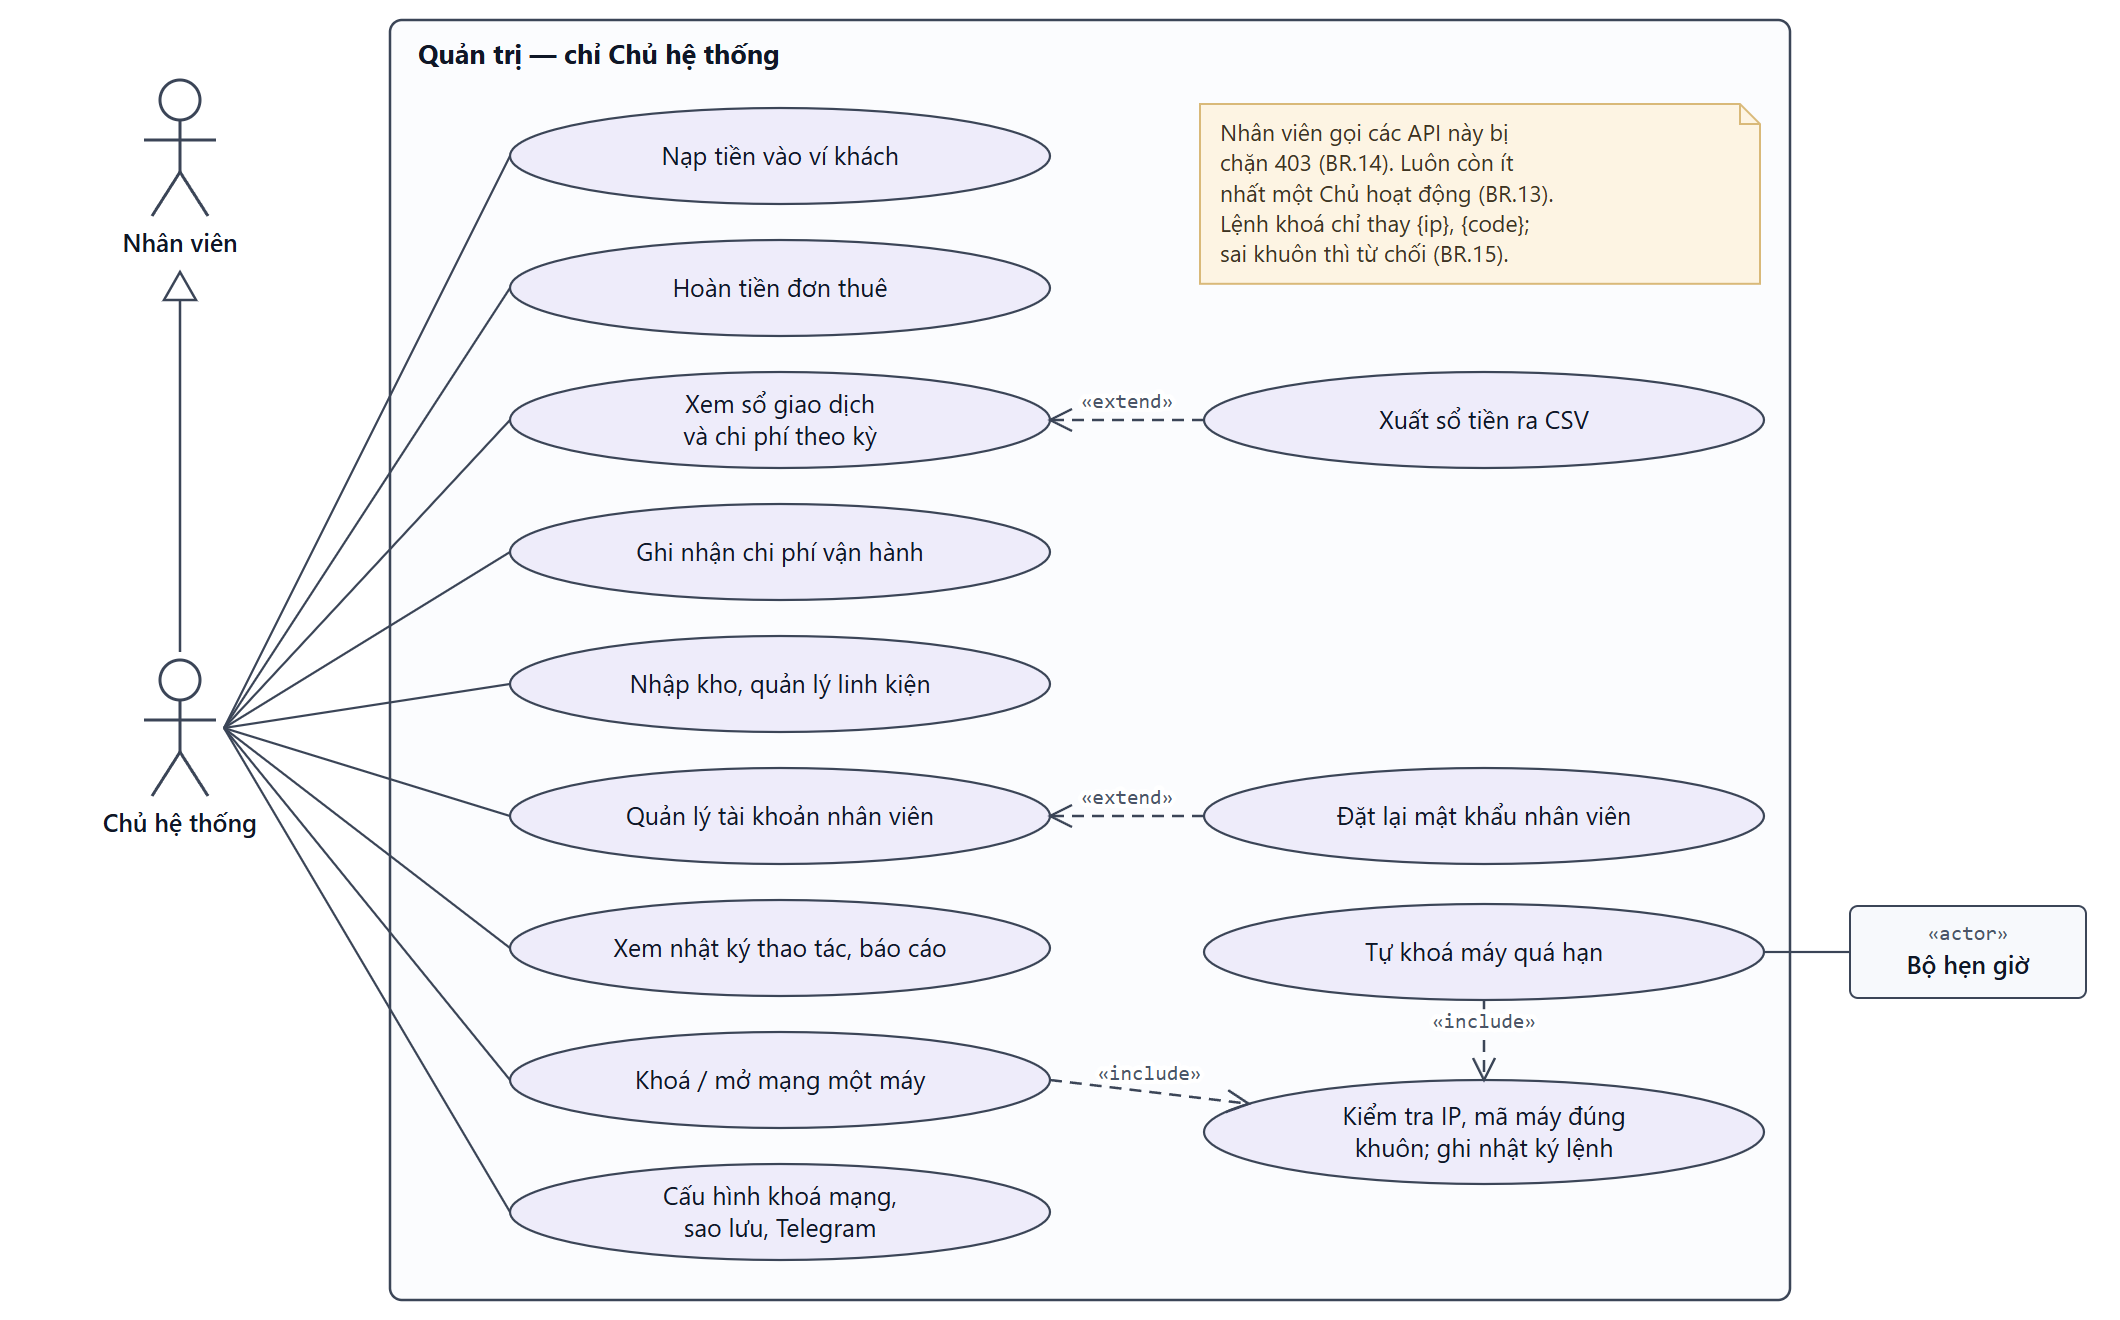 Quản trị — chỉ Chủ hệ thống
Nhân viên
Nạp tiền vào ví khách
Nhân viên gọi các API này bị
chặn 403 (BR.14). Luôn còn ít
nhất một Chủ hoạt động (BR.13).
Lệnh khoá chỉ thay {ip}, {code};
sai khuôn thì từ chối (BR.15).
Hoàn tiền đơn thuê
Xem sổ giao dịch
và chi phí theo kỳ
«extend»
Xuất sổ tiền ra CSV
Ghi nhận chi phí vận hành
Nhập kho, quản lý linh kiện
Chủ hệ thống
Quản lý tài khoản nhân viên
«extend»
Đặt lại mật khẩu nhân viên
Xem nhật ký thao tác, báo cáo
Tự khoá máy quá hạn
«actor»
Bộ hẹn giờ
«include»
Khoá / mở mạng một máy
«include»
Kiểm tra IP, mã máy đúng
khuôn; ghi nhật ký lệnh
Cấu hình khoá mạng,
sao lưu, Telegram